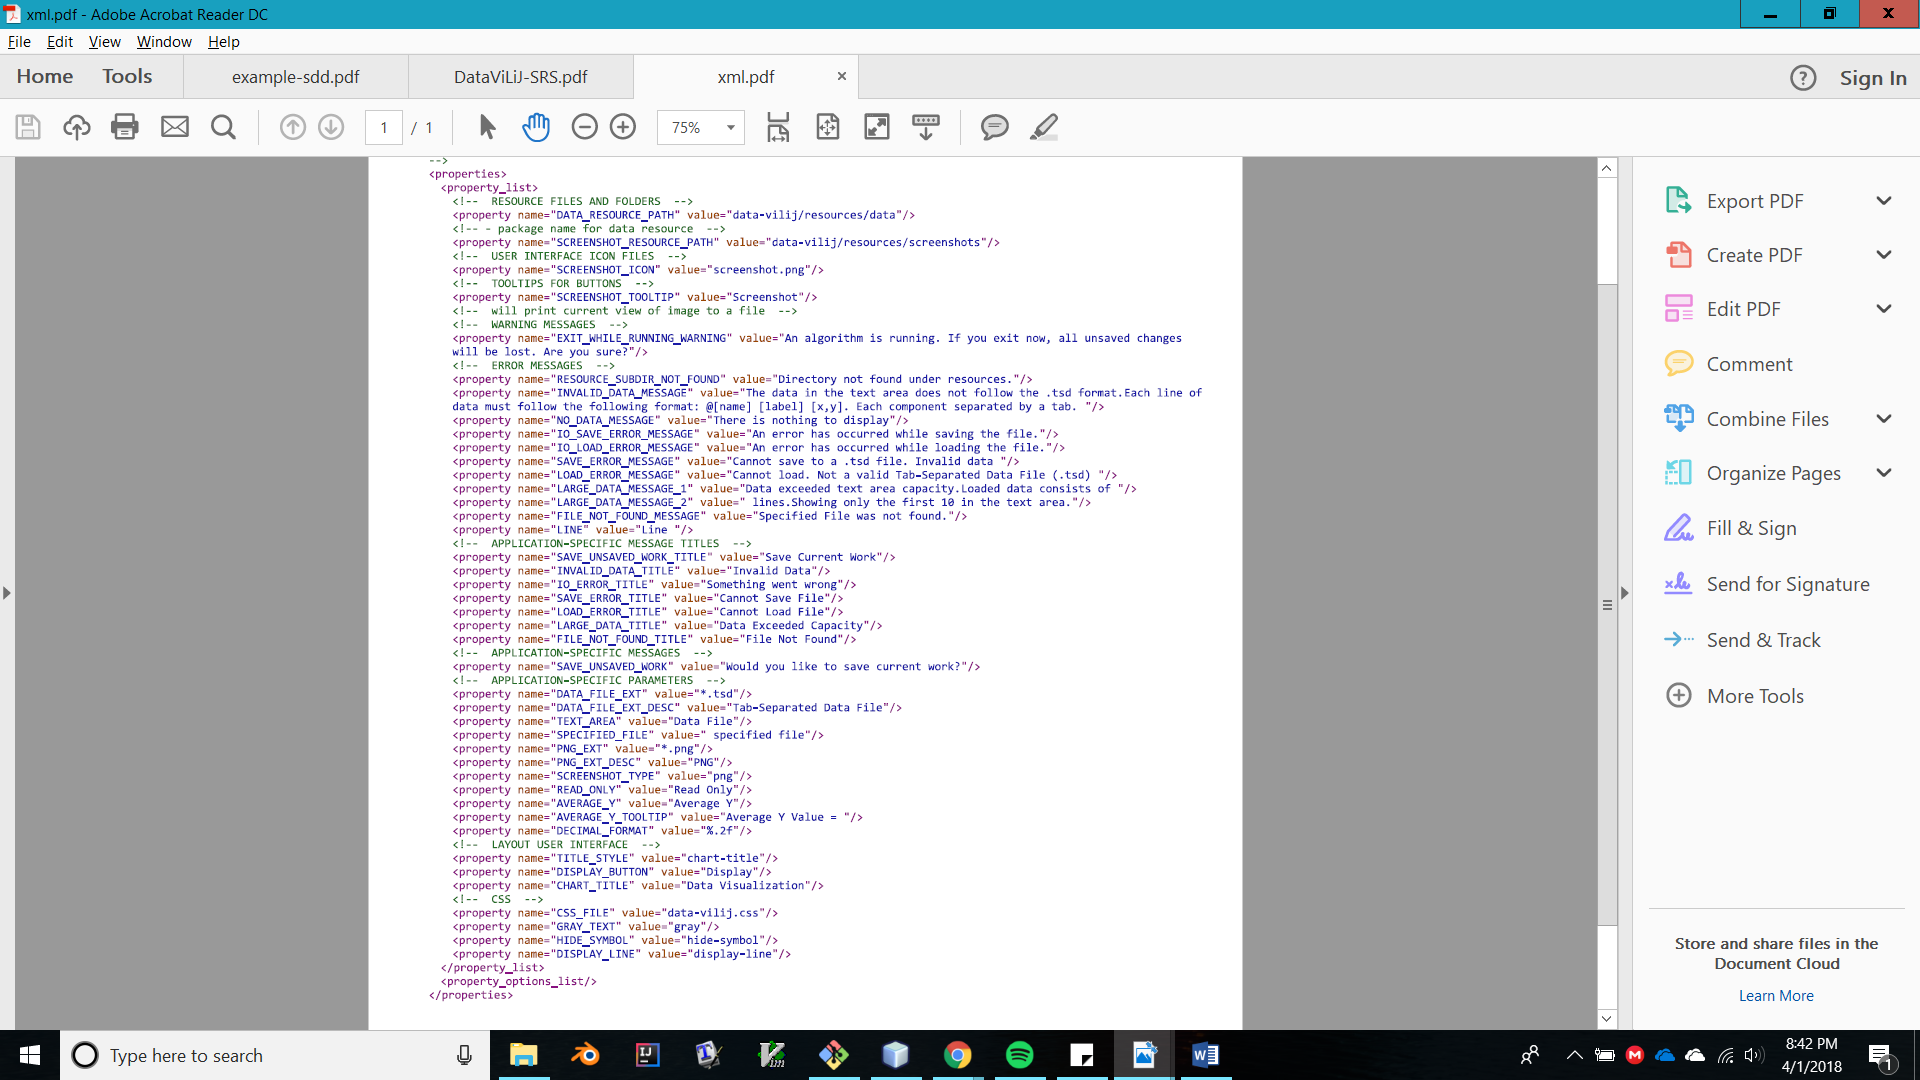 xml.pdf - Adobe Acrobat Reader DC
File Edit View Window Help
Home Tools example-sdd.pdf DataViLiJ-SRS.pdf xml.pdf × ? Sign In
1 / 1 75%
-->
<properties>
<property_list>
<!-- RESOURCE FILES AND FOLDERS -->
<property name="DATA_RESOURCE_PATH" value="data-vilij/resources/data"/>
<!-- - package name for data resource -->
<property name="SCREENSHOT_RESOURCE_PATH" value="data-vilij/resources/screenshots"/>
<!-- USER INTERFACE ICON FILES -->
<property name="SCREENSHOT_ICON" value="screenshot.png"/>
<!-- TOOLTIPS FOR BUTTONS -->
<property name="SCREENSHOT_TOOLTIP" value="Screenshot"/>
<!-- will print current view of image to a file -->
<!-- WARNING MESSAGES -->
<property name="EXIT_WHILE_RUNNING_WARNING" value="An algorithm is running. If you exit now, all unsaved changes
will be lost. Are you sure?"/>
<!-- ERROR MESSAGES -->
<property name="RESOURCE_SUBDIR_NOT_FOUND" value="Directory not found under resources."/>
<property name="INVALID_DATA_MESSAGE" value="The data in the text area does not follow the .tsd format.Each line of
data must follow the following format: @[name] [label] [x,y]. Each component separated by a tab. "/>
<property name="NO_DATA_MESSAGE" value="There is nothing to display"/>
<property name="IO_SAVE_ERROR_MESSAGE" value="An error has occurred while saving the file."/>
<property name="IO_LOAD_ERROR_MESSAGE" value="An error has occurred while loading the file."/>
<property name="SAVE_ERROR_MESSAGE" value="Cannot save to a .tsd file. Invalid data "/>
<property name="LOAD_ERROR_MESSAGE" value="Cannot load. Not a valid Tab-Separated Data File (.tsd) "/>
<property name="LARGE_DATA_MESSAGE_1" value="Data exceeded text area capacity.Loaded data consists of "/>
<property name="LARGE_DATA_MESSAGE_2" value=" lines.Showing only the first 10 in the text area."/>
<property name="FILE_NOT_FOUND_MESSAGE" value="Specified File was not found."/>
<property name="LINE" value="Line "/>
<!-- APPLICATION-SPECIFIC MESSAGE TITLES -->
<property name="SAVE_UNSAVED_WORK_TITLE" value="Save Current Work"/>
<property name="INVALID_DATA_TITLE" value="Invalid Data"/>
<property name="IO_ERROR_TITLE" value="Something went wrong"/>
<property name="SAVE_ERROR_TITLE" value="Cannot Save File"/>
<property name="LOAD_ERROR_TITLE" value="Cannot Load File"/>
<property name="LARGE_DATA_TITLE" value="Data Exceeded Capacity"/>
<property name="FILE_NOT_FOUND_TITLE" value="File Not Found"/>
<!-- APPLICATION-SPECIFIC MESSAGES -->
<property name="SAVE_UNSAVED_WORK" value="Would you like to save current work?"/>
<!-- APPLICATION-SPECIFIC PARAMETERS -->
<property name="DATA_FILE_EXT" value="*.tsd"/>
<property name="DATA_FILE_EXT_DESC" value="Tab-Separated Data File"/>
<property name="TEXT_AREA" value="Data File"/>
<property name="SPECIFIED_FILE" value=" specified file"/>
<property name="PNG_EXT" value="*.png"/>
<property name="PNG_EXT_DESC" value="PNG"/>
<property name="SCREENSHOT_TYPE" value="png"/>
<property name="READ_ONLY" value="Read Only"/>
<property name="AVERAGE_Y" value="Average Y"/>
<property name="AVERAGE_Y_TOOLTIP" value="Average Y Value = "/>
<property name="DECIMAL_FORMAT" value="%.2f"/>
<!-- LAYOUT USER INTERFACE -->
<property name="TITLE_STYLE" value="chart-title"/>
<property name="DISPLAY_BUTTON" value="Display"/>
<property name="CHART_TITLE" value="Data Visualization"/>
<!-- CSS -->
<property name="CSS_FILE" value="data-vilij.css"/>
<property name="GRAY_TEXT" value="gray"/>
<property name="HIDE_SYMBOL" value="hide-symbol"/>
<property name="DISPLAY_LINE" value="display-line"/>
</property_list>
<property_options_list/>
</properties>
Export PDF
Create PDF
Edit PDF
Comment
Combine Files
Organize Pages
Fill & Sign
Send for Signature
Send & Track
More Tools
Store and share files in the
Document Cloud
Learn More
Type here to search
8:42 PM
4/1/2018
1